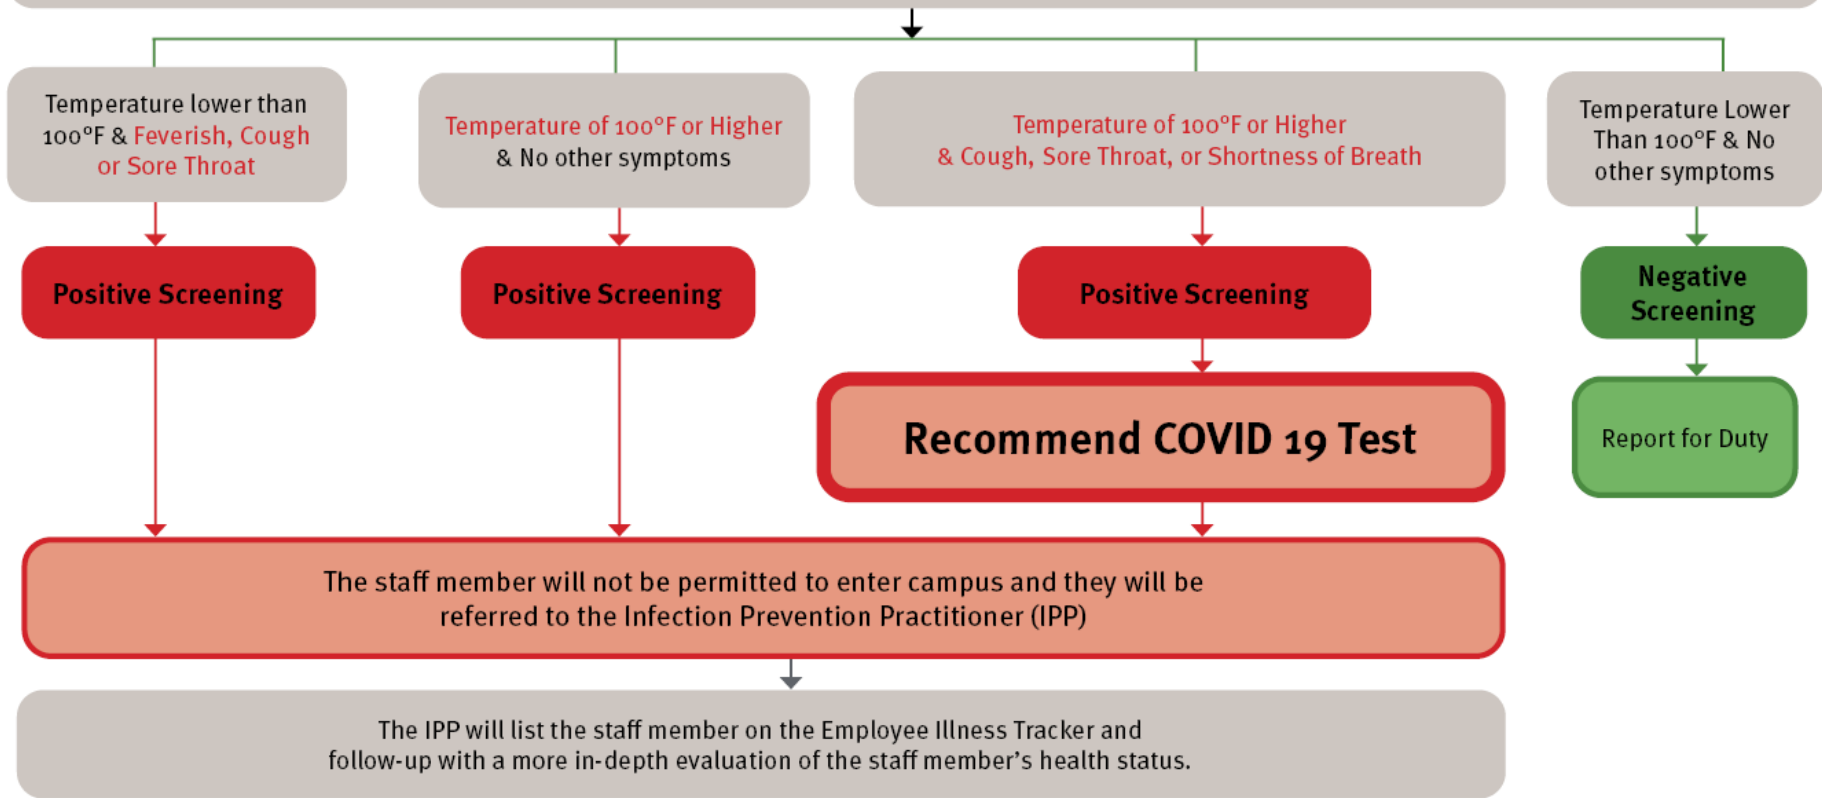 Temperature lower than
100°F & Feverish, Cough
or Sore Throat
Temperature of 100°F or Higher
& No other symptoms
Temperature of 100°F or Higher
& Cough, Sore Throat, or Shortness of Breath
Temperature Lower
Than 100°F & No
other symptoms
Positive Screening
Positive Screening
Positive Screening
Negative
Screening
Recommend COVID 19 Test
Report for Duty
The staff member will not be permitted to enter campus and they will be
referred to the Infection Prevention Practitioner (IPP)
The IPP will list the staff member on the Employee Illness Tracker and
follow-up with a more in-depth evaluation of the staff member’s health status.